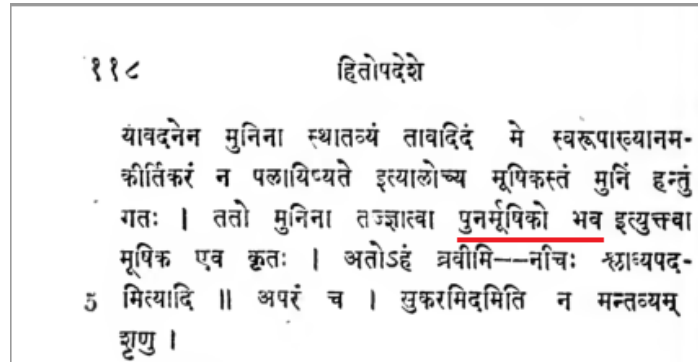 ११८ हितोपदेशे
यावदनेन मुनिना स्थातव्यं तावदिदं मे स्वरूपाख्यानम-
कीर्तिकरं न पलायिष्यते इत्यालोच्य मूषिकस्तं मुनिं हन्तुं
गतः । ततो मुनिना तज्ज्ञात्वा पुनर्मूषिको भव इत्युक्त्वा
मूषिक एव कृतः । अतोऽहं ब्रवीमि--नीचः श्लाघ्यपद-
5 मित्यादि ॥ अपरं च । सुकरमिदमिति न मन्तव्यम्
शृणु ।